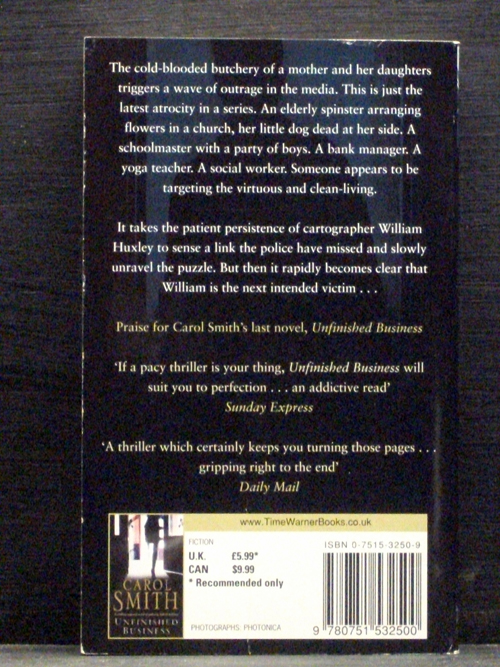 The cold-blooded butchery of a mother and her daughters
triggers a wave of outrage in the media. This is just the
latest atrocity in a series. An elderly spinster arranging
flowers in a church, her little dog dead at her side. A
schoolmaster with a party of boys. A bank manager. A
yoga teacher. A social worker. Someone appears to be
targeting the virtuous and clean-living.
It takes the patient persistence of cartographer William
Huxley to sense a link the police have missed and slowly
unravel the puzzle. But then it rapidly becomes clear that
William is the next intended victim . . .
Praise for Carol Smith's last novel, Unfinished Business
'If a pacy thriller is your thing, Unfinished Business will
suit you to perfection . . . an addictive read'
Sunday Express
'A thriller which certainly keeps you turning those pages . . .
gripping right to the end'
Daily Mail
www.TimeWarnerBooks.co.uk
FICTION
U.K. £5.99*
CAN $9.99
* Recommended only
PHOTOGRAPHS: PHOTONICA
ISBN 0-7515-3250-9
9 780751 532500
CAROL
SMITH
UNFINISHED
BUSINESS